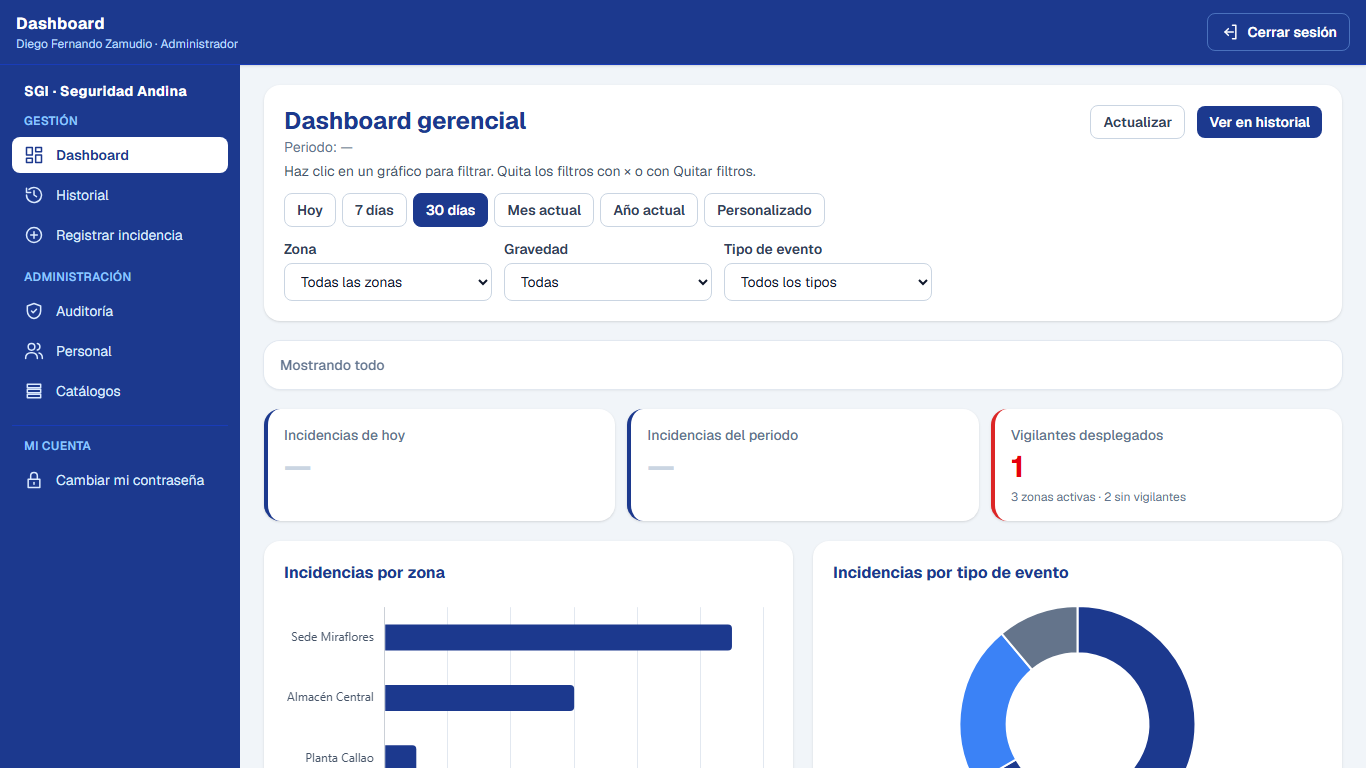 Dashboard
Diego Fernando Zamudio · Administrador
Cerrar sesión
SGI · Seguridad Andina
GESTIÓN
Dashboard
Historial
Registrar incidencia
ADMINISTRACIÓN
Auditoría
Personal
Catálogos
MI CUENTA
Cambiar mi contraseña
Dashboard gerencial
Actualizar
Ver en historial
Periodo: —
Haz clic en un gráfico para filtrar. Quita los filtros con × o con Quitar filtros.
Hoy
7 días
30 días
Mes actual
Año actual
Personalizado
Zona
Gravedad
Tipo de evento
Todas las zonas
Todas
Todos los tipos
Mostrando todo
Incidencias de hoy
—
Incidencias del periodo
—
Vigilantes desplegados
1
3 zonas activas · 2 sin vigilantes
Incidencias por zona
Sede Miraflores
Almacén Central
Planta Callao
Incidencias por tipo de evento